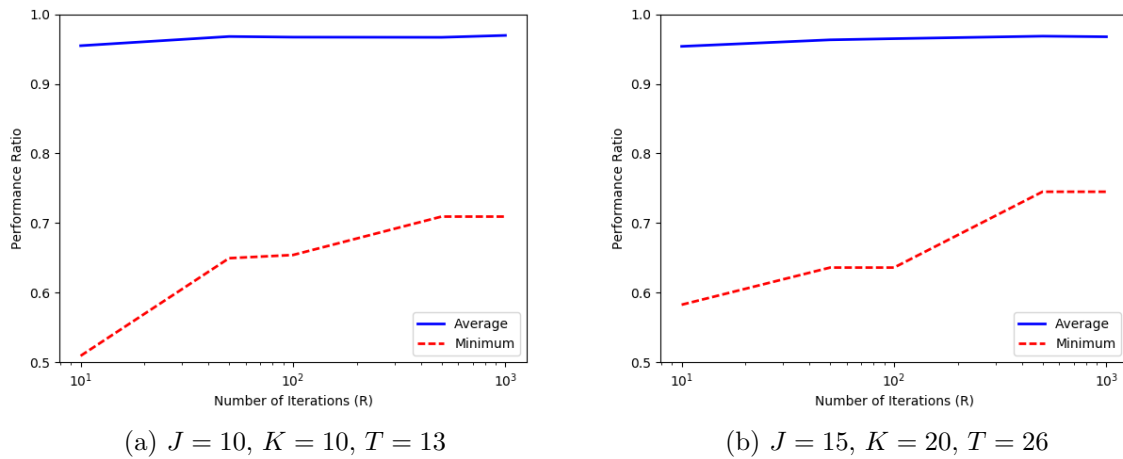 1.0
0.9
0.8
0.7
0.6
0.5
Performance Ratio
Average
Minimum
10¹
10²
10³
Number of Iterations (R)
(a) J = 10, K = 10, T = 13
1.0
0.9
0.8
0.7
0.6
0.5
Performance Ratio
Average
Minimum
10¹
10²
10³
Number of Iterations (R)
(b) J = 15, K = 20, T = 26